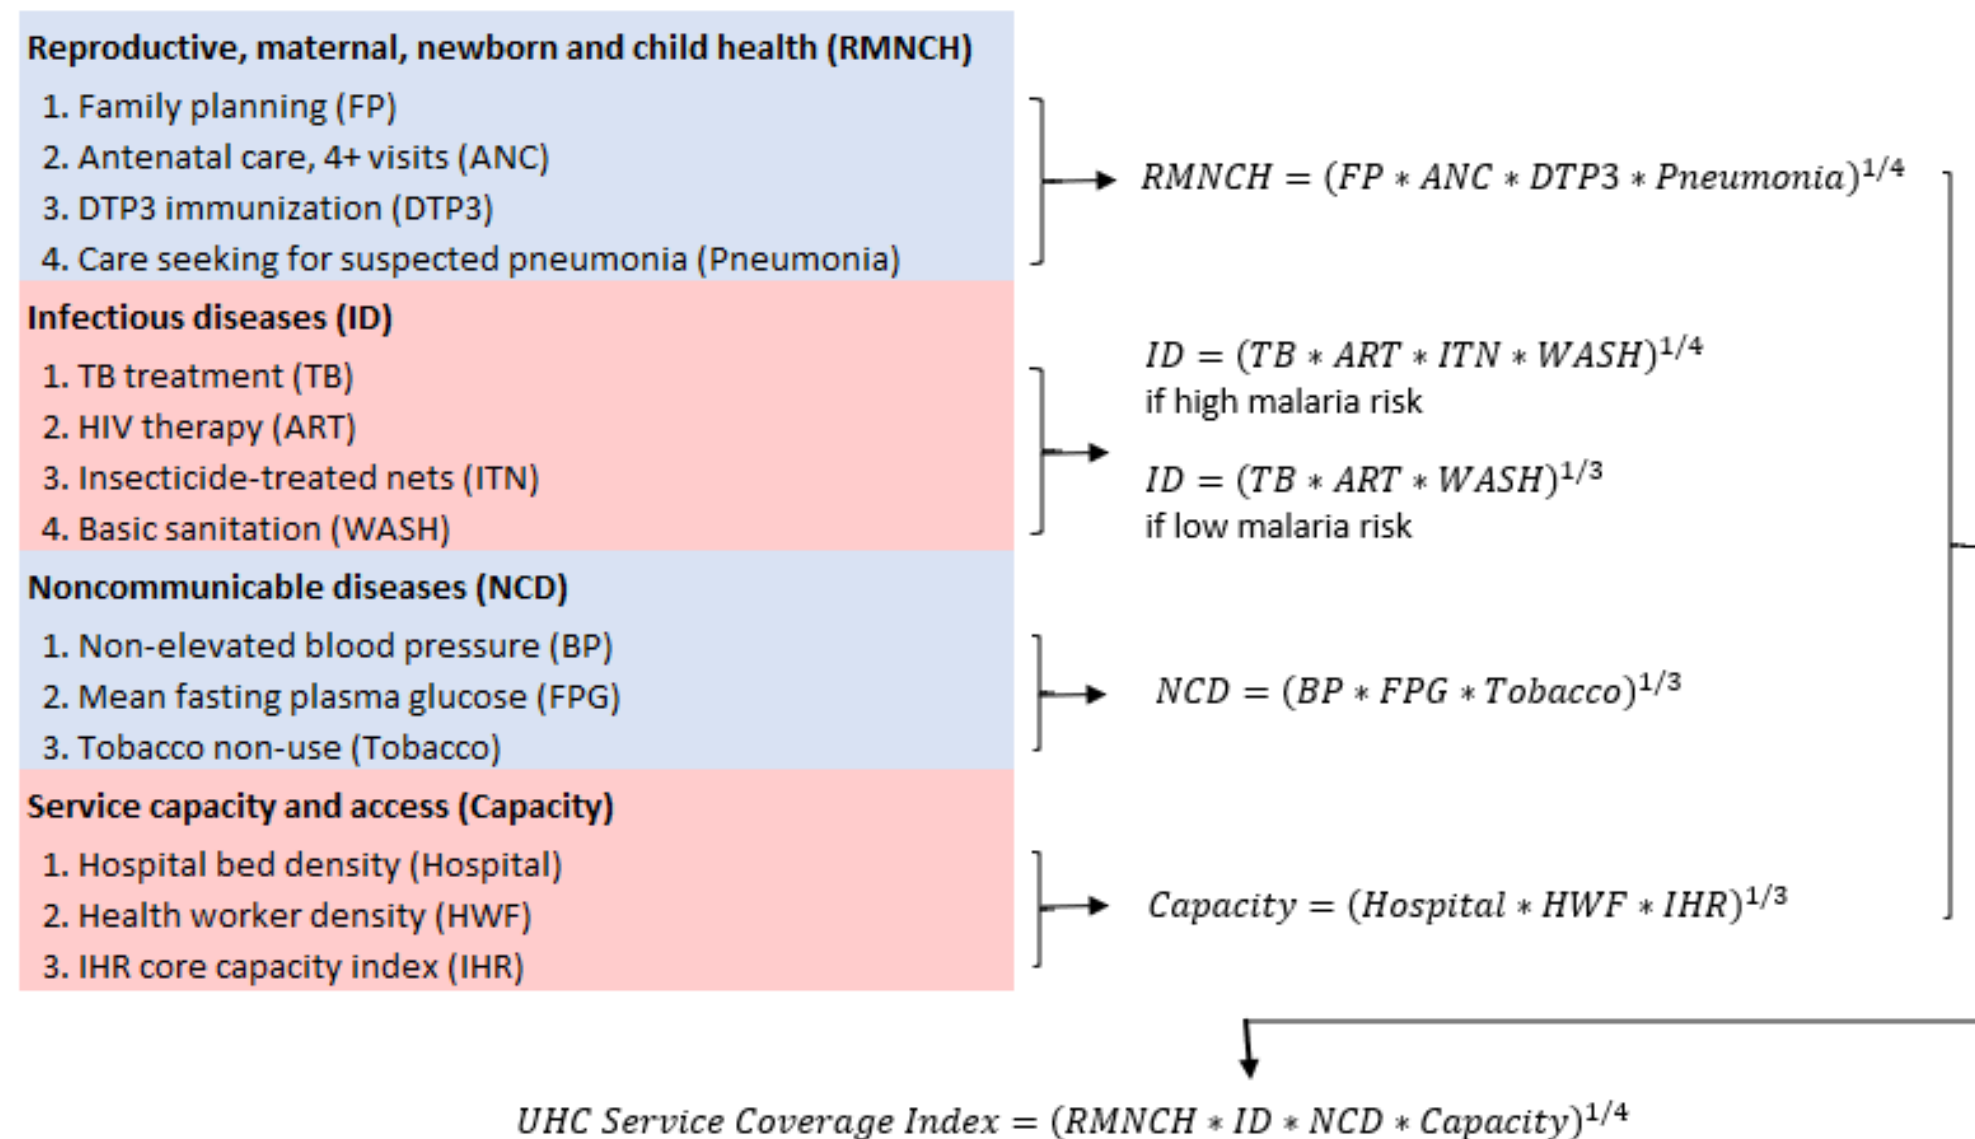 Reproductive, maternal, newborn and child health (RMNCH)
1. Family planning (FP)
2. Antenatal care, 4+ visits (ANC)
3. DTP3 immunization (DTP3)
4. Care seeking for suspected pneumonia (Pneumonia)
RMNCH = (FP * ANC * DTP3 * Pneumonia)^{1/4}
Infectious diseases (ID)
1. TB treatment (TB)
2. HIV therapy (ART)
3. Insecticide-treated nets (ITN)
4. Basic sanitation (WASH)
ID = (TB * ART * ITN * WASH)^{1/4}
if high malaria risk
ID = (TB * ART * WASH)^{1/3}
if low malaria risk
Noncommunicable diseases (NCD)
1. Non-elevated blood pressure (BP)
2. Mean fasting plasma glucose (FPG)
3. Tobacco non-use (Tobacco)
NCD = (BP * FPG * Tobacco)^{1/3}
Service capacity and access (Capacity)
1. Hospital bed density (Hospital)
2. Health worker density (HWF)
3. IHR core capacity index (IHR)
Capacity = (Hospital * HWF * IHR)^{1/3}
UHC Service Coverage Index = (RMNCH * ID * NCD * Capacity)^{1/4}